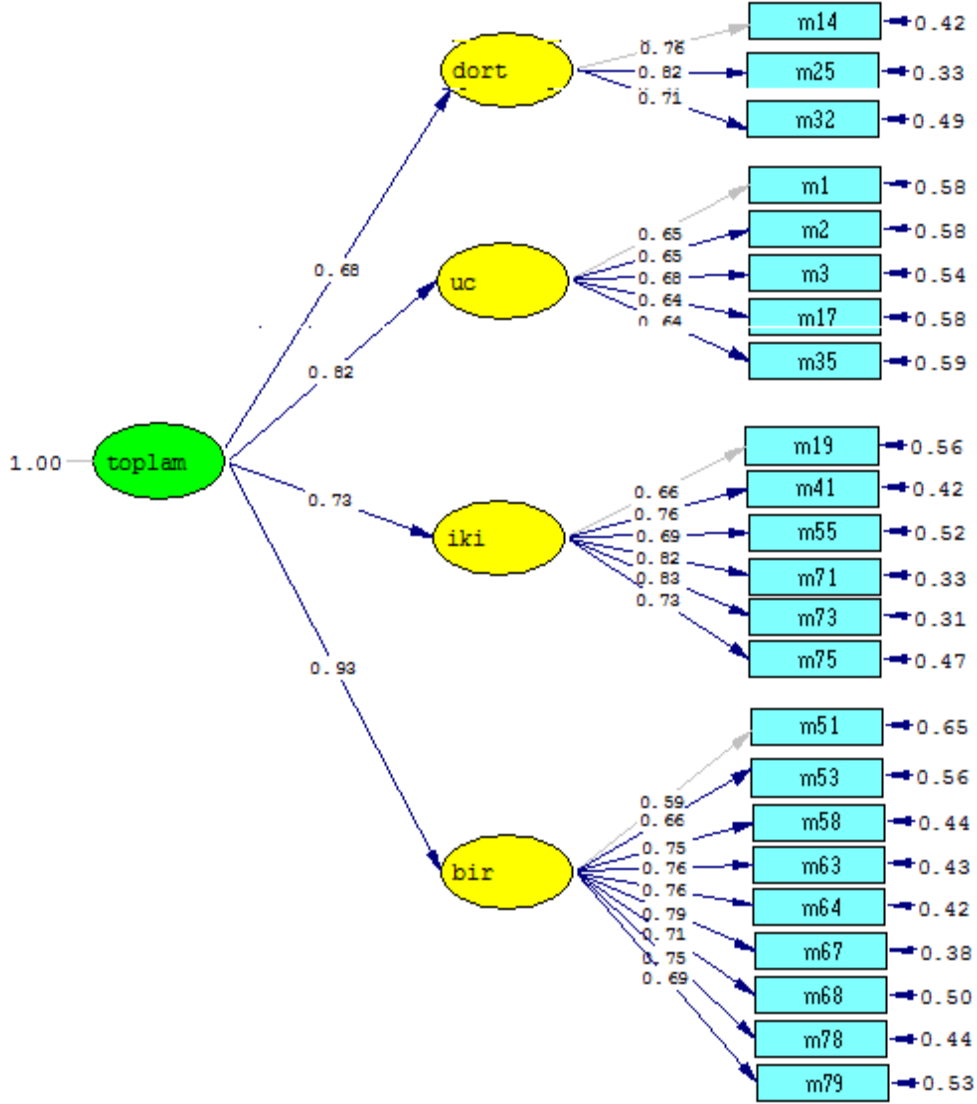 m14 0.42
0.76
dort 0.82 m25 0.33
0.71
m32 0.49
m1 0.58
0.65 m2 0.58
0.65
uc 0.68 m3 0.54
0.64
0.64 m17 0.58
m35 0.59
0.68
0.82
1.00 toplam
m19 0.56
0.66 m41 0.42
0.73 0.76
iki 0.69 m55 0.52
0.82
0.83 m71 0.33
0.73 m73 0.31
m75 0.47
0.93
m51 0.65
m53 0.56
0.59
0.66 m58 0.44
0.75
bir 0.76 m63 0.43
0.76
0.79 m64 0.42
0.71
0.75 m67 0.38
0.69
m68 0.50
m78 0.44
m79 0.53